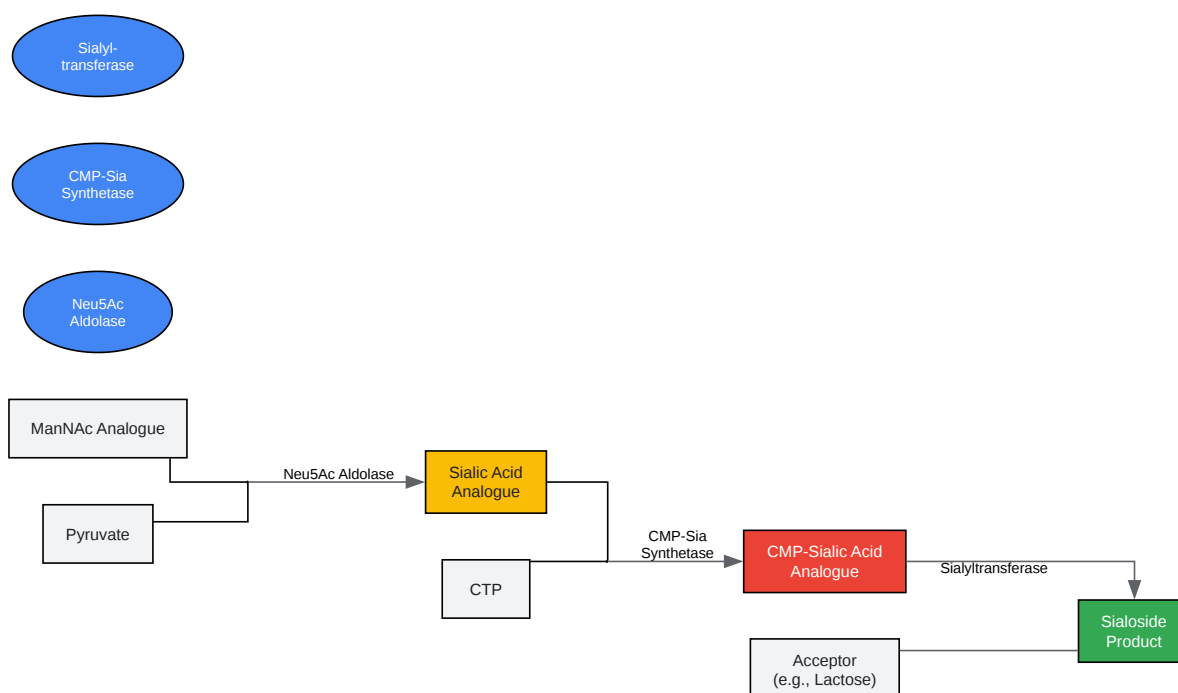 Sialyl-
transferase
CMP-Sia
Synthetase
Neu5Ac
Aldolase
ManNAc Analogue
Pyruvate
Neu5Ac Aldolase
Sialic Acid
Analogue
CTP
CMP-Sia
Synthetase
CMP-Sialic Acid
Analogue
Sialyltransferase
Sialoside
Product
Acceptor
(e.g., Lactose)